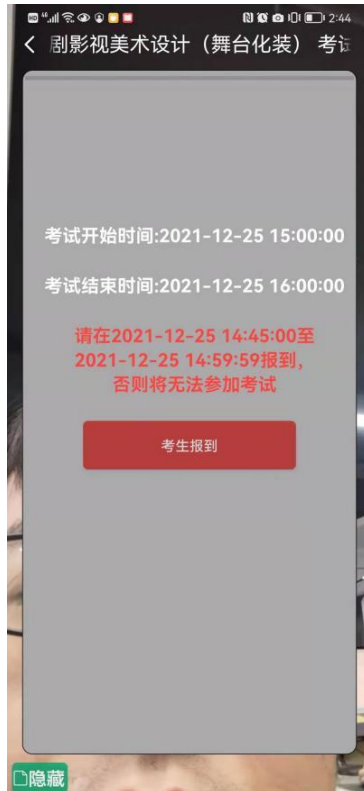 2:44
剧影视美术设计（舞台化装） 考试
考试开始时间:2021-12-25 15:00:00
考试结束时间:2021-12-25 16:00:00
请在2021-12-25 14:45:00至
2021-12-25 14:59:59报到，
否则将无法参加考试
考生报到
隐藏